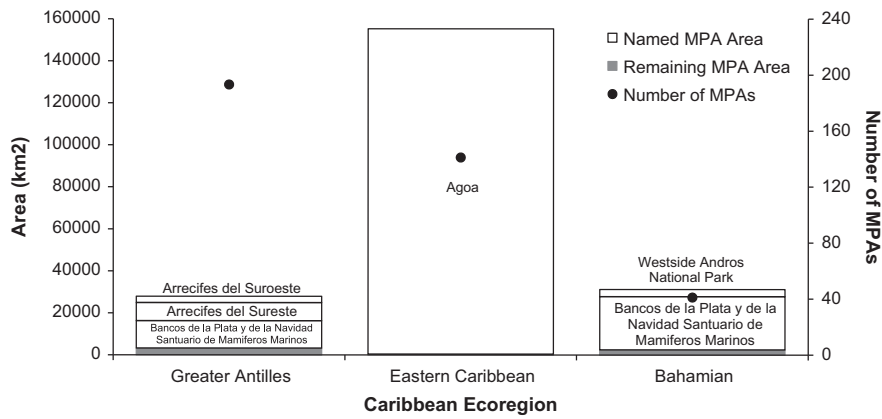 160000
140000
120000
100000
80000
60000
40000
20000
0
Area (km2)
240
200
160
120
80
40
0
Number of MPAs
Named MPA Area
Remaining MPA Area
Number of MPAs
Arrecifes del Suroeste
Arrecifes del Sureste
Bancos de la Plata y de la Navidad
Santuario de Mamiferos Marinos
Agoa
Westside Andros
National Park
Bancos de la Plata y de la
Navidad Santuario de
Mamiferos Marinos
Greater Antilles
Eastern Caribbean
Bahamian
Caribbean Ecoregion